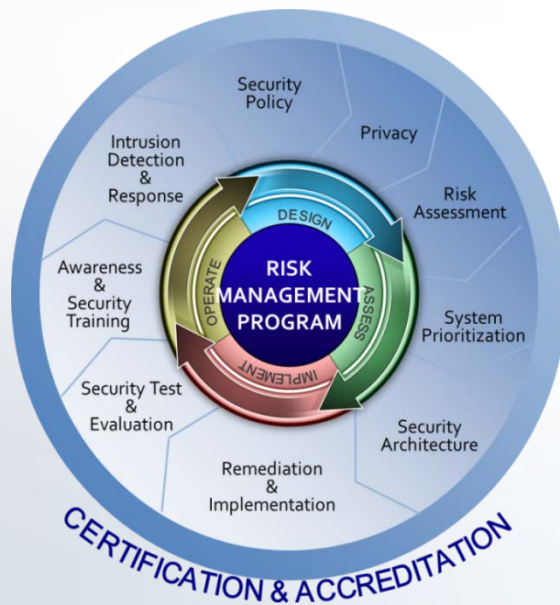 Security
Policy
Privacy
Risk
Assessment
System
Prioritization
Security
Architecture
Remediation
&
Implementation
Security Test
&
Evaluation
Awareness
&
Security
Training
Intrusion
Detection
&
Response
DESIGN
ASSESS
IMPLEMENT
OPERATE
RISK
MANAGEMENT
PROGRAM
CERTIFICATION & ACCREDITATION